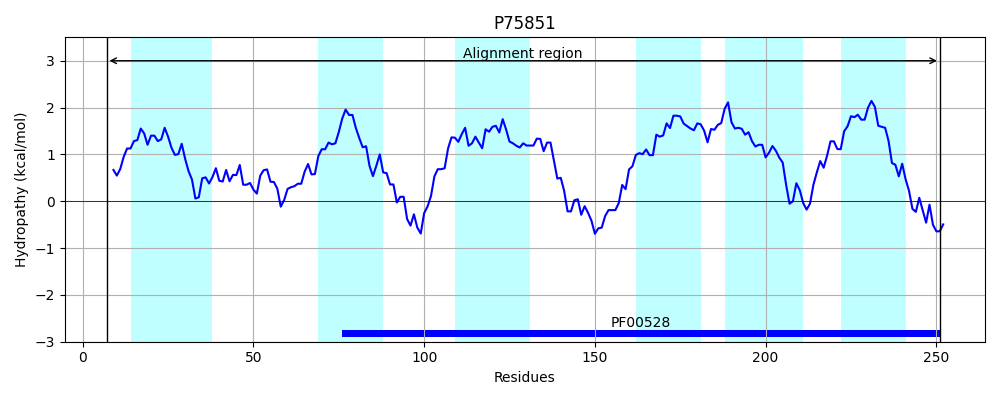 P75851
Hydropathy (kcal/mol)
3
2
1
0
−1
−2
−3
Alignment region
PF00528
0
50
100
150
200
250
Residues